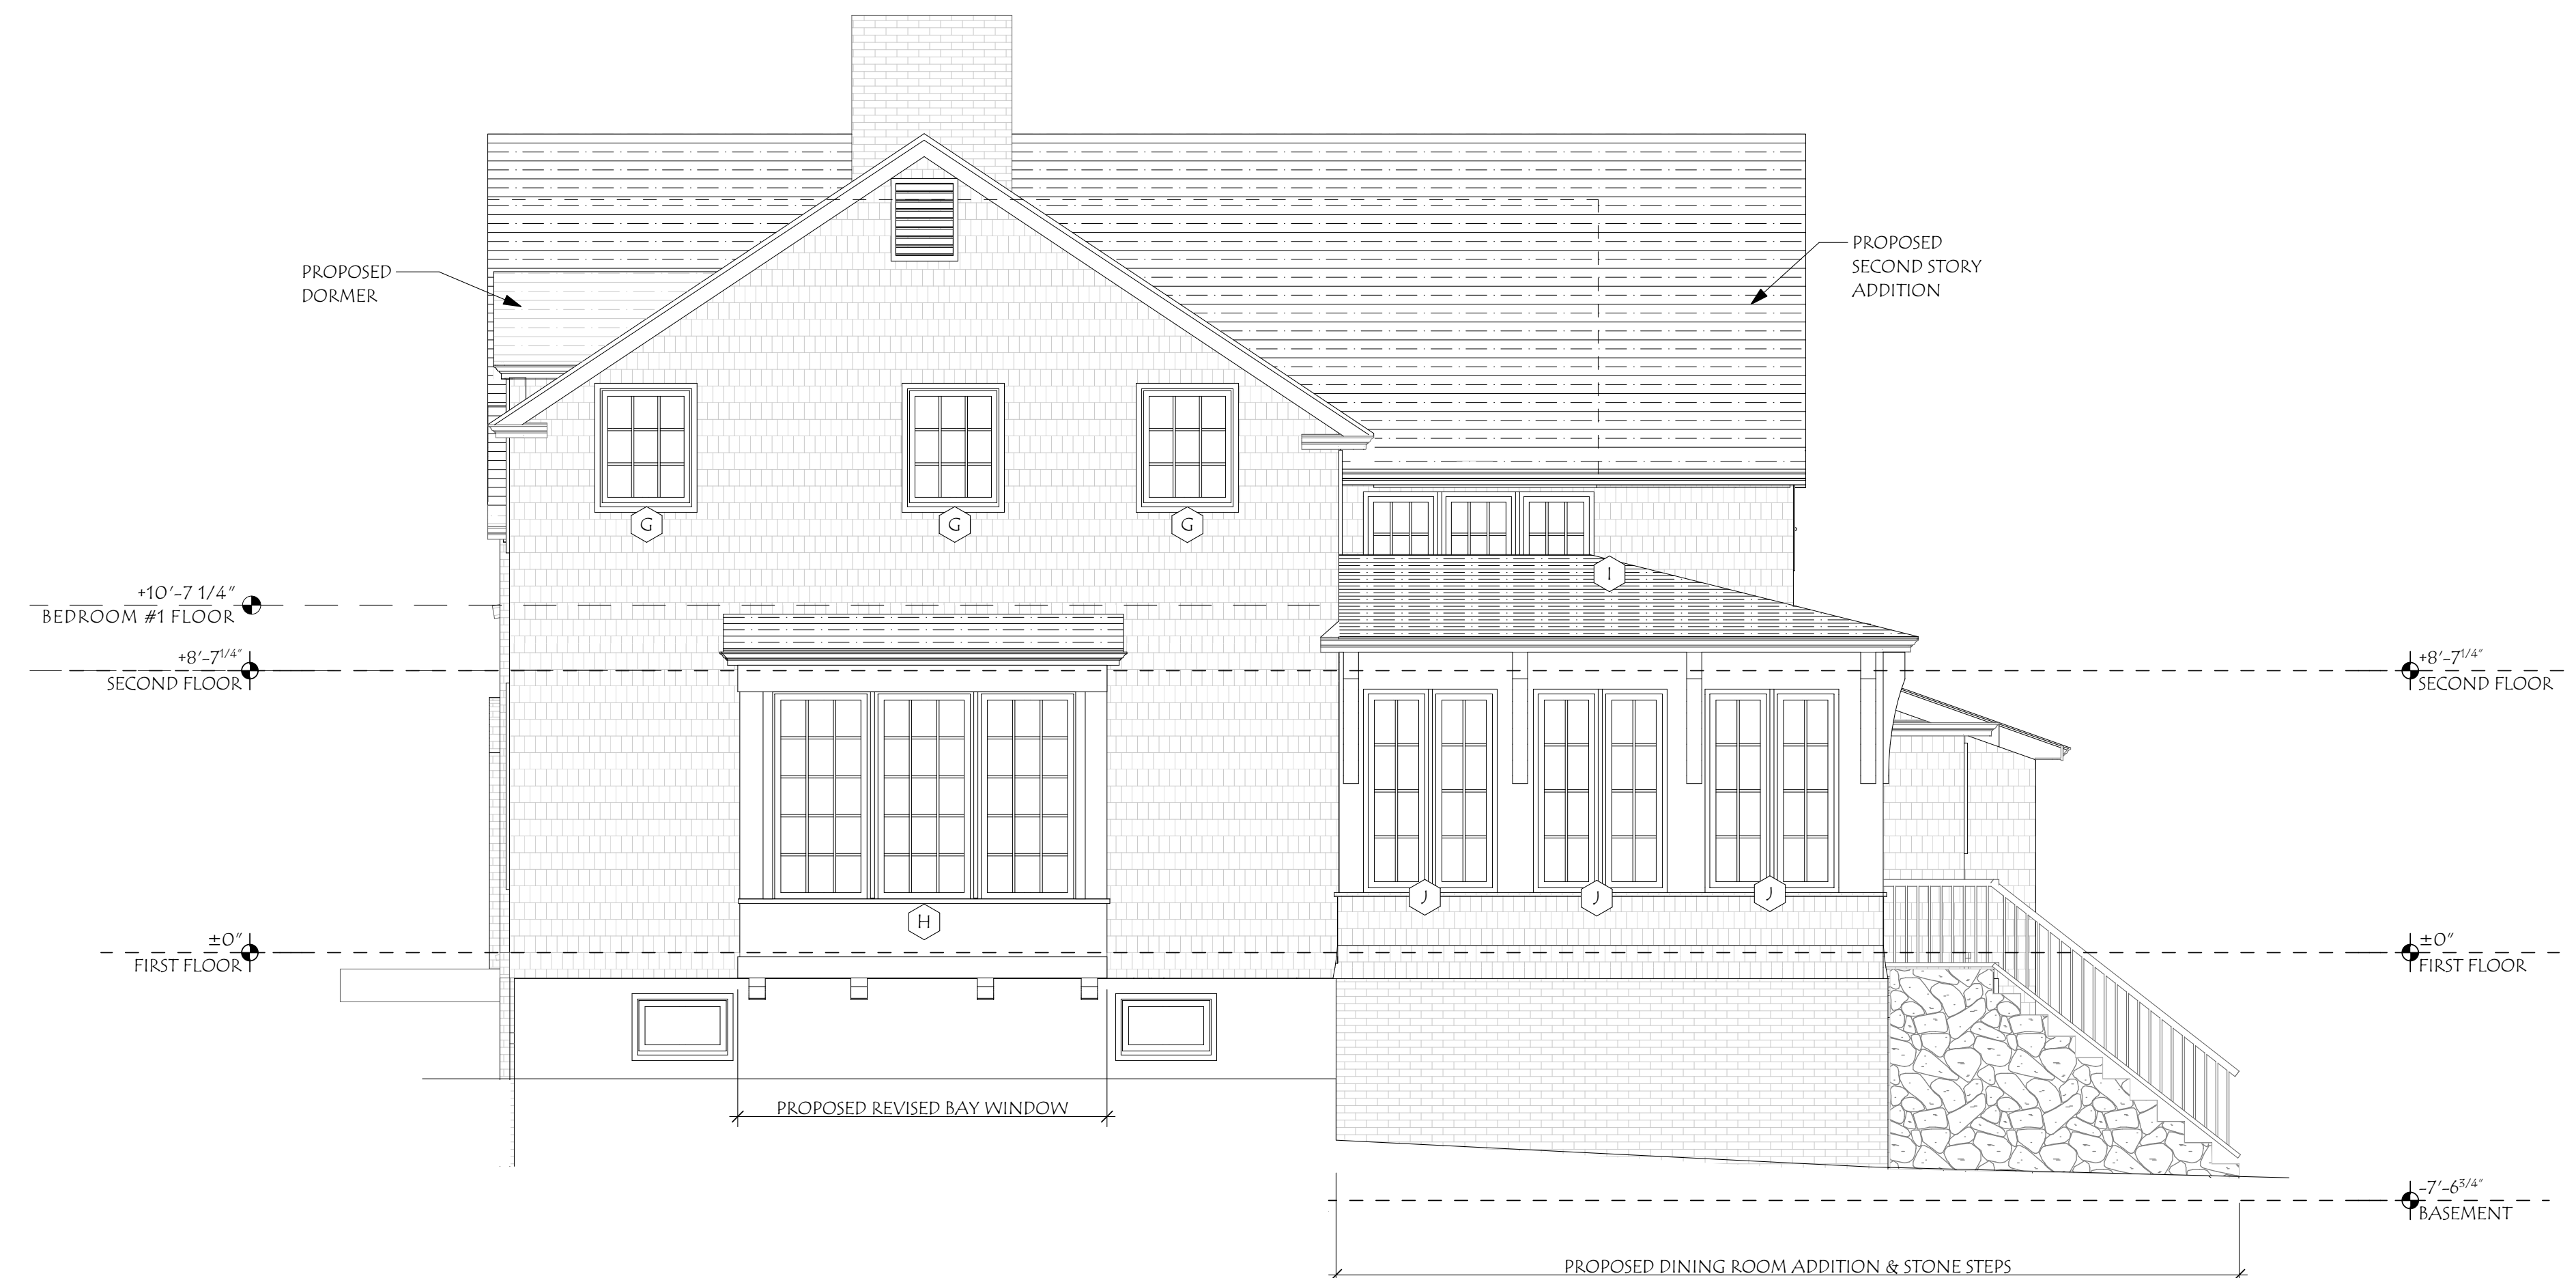 PROPOSED
DORMER
PROPOSED
SECOND STORY
ADDITION
G
G
G
I
+10'-7 1/4"
BEDROOM #1 FLOOR
+8'-7 1/4"
SECOND FLOOR
+8'-7 1/4"
SECOND FLOOR
J
J
J
H
±0"
FIRST FLOOR
±0"
FIRST FLOOR
PROPOSED REVISED BAY WINDOW
-7'-6 3/4"
BASEMENT
PROPOSED DINING ROOM ADDITION & STONE STEPS